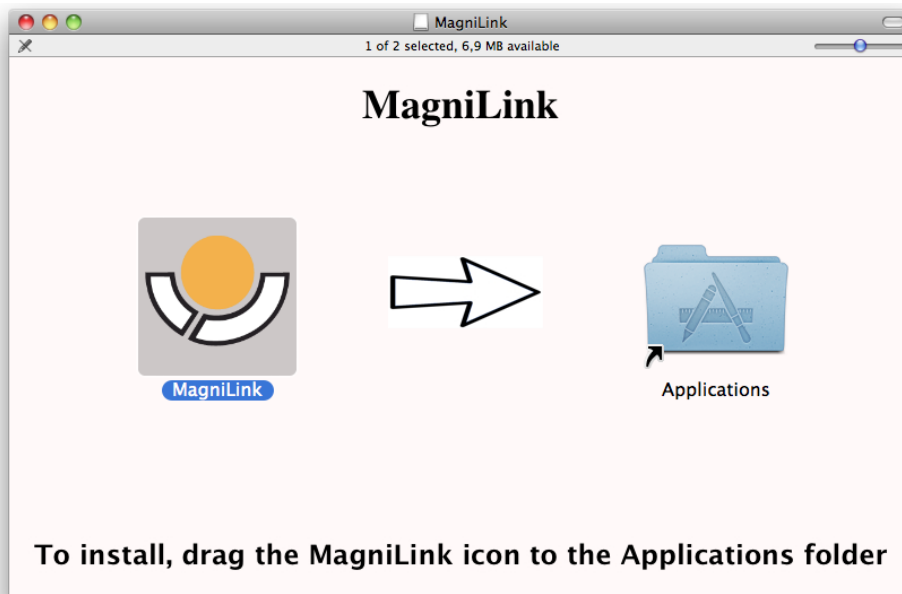 MagniLink
1 of 2 selected, 6,9 MB available
MagniLink
MagniLink
Applications
To install, drag the MagniLink icon to the Applications folder